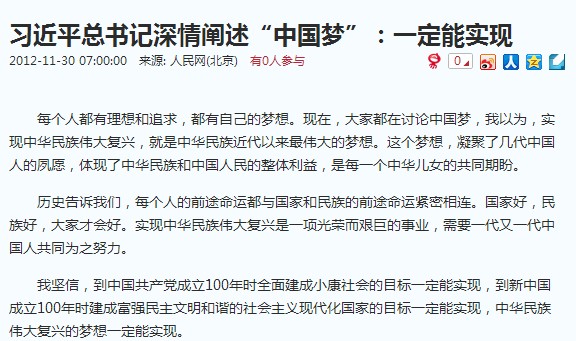 习近平总书记深情阐述“中国梦”：一定能实现
2012-11-30 07:00:00 来源: 人民网(北京) 有0人参与 0
每个人都有理想和追求，都有自己的梦想。现在，大家都在讨论中国梦，我以为，实
现中华民族伟大复兴，就是中华民族近代以来最伟大的梦想。这个梦想，凝聚了几代中国
人的夙愿，体现了中华民族和中国人民的整体利益，是每一个中华儿女的共同期盼。
历史告诉我们，每个人的前途命运都与国家和民族的前途命运紧密相连。国家好，民
族好，大家才会好。实现中华民族伟大复兴是一项光荣而艰巨的事业，需要一代又一代中
国人共同为之努力。
我坚信，到中国共产党成立100年时全面建成小康社会的目标一定能实现，到新中国
成立100年时建成富强民主文明和谐的社会主义现代化国家的目标一定能实现，中华民族
伟大复兴的梦想一定能实现。